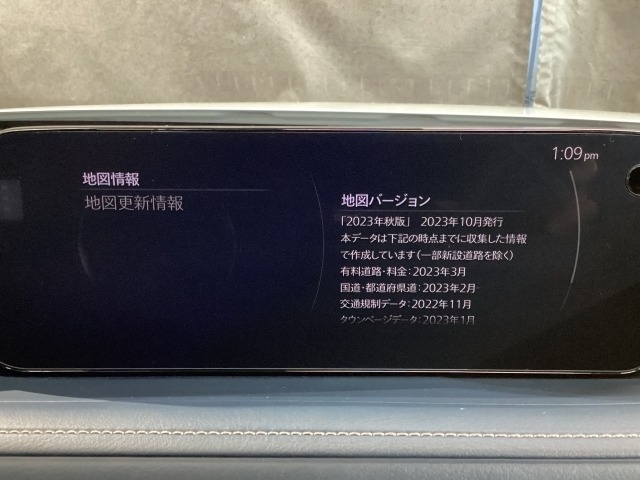 1:09 pm
地図情報
地図更新情報
地図バージョン
「2023年秋版」 2023年10月発行
本データは下記の時点までに収集した情報
で作成しています(一部新設道路を除く)
有料道路・料金:2023年3月
国道・都道府県道:2023年2月
交通規制データ:2022年11月
タウンページデータ:2023年1月